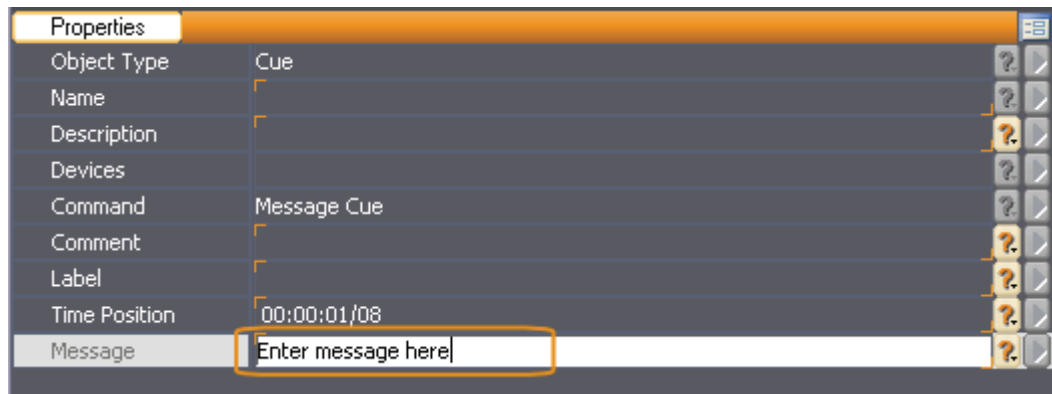 Properties
Object Type Cue
Name
Description
Devices
Command Message Cue
Comment
Label
Time Position 00:00:01/08
Message Enter message here